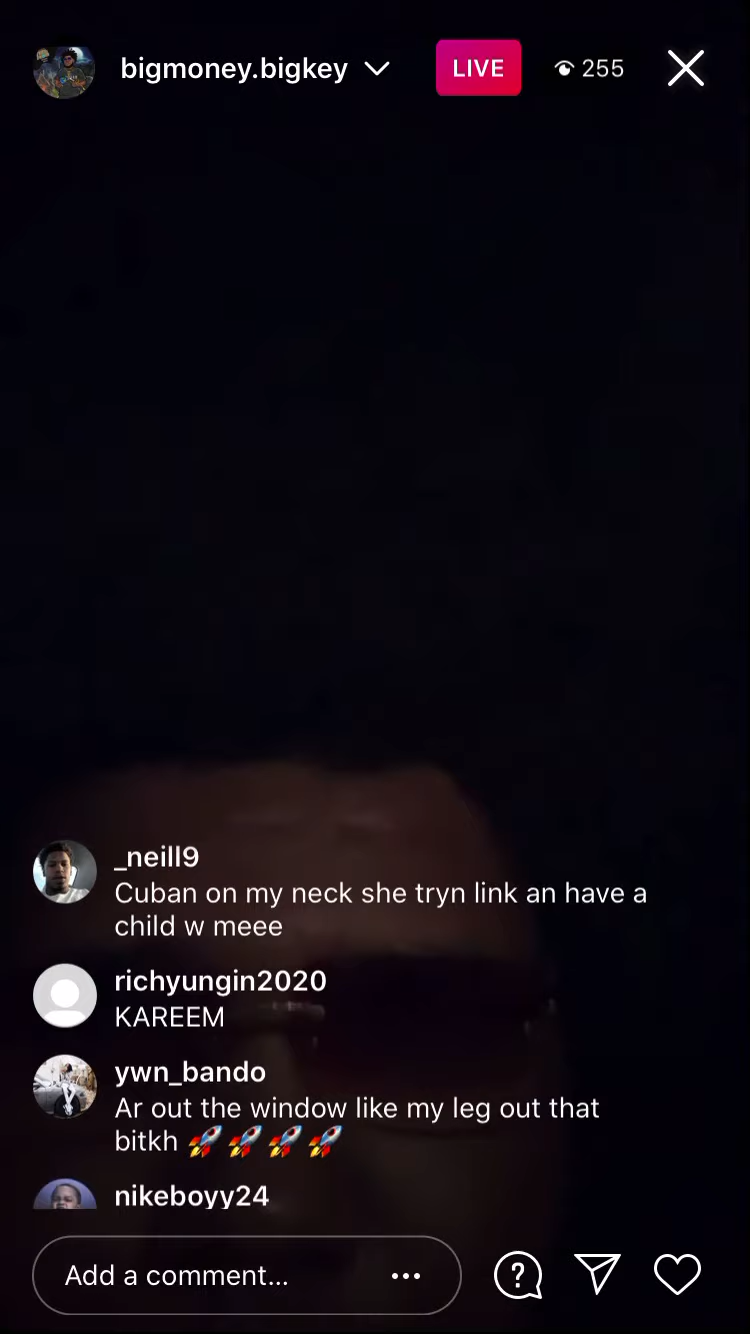 bigmoney.bigkey LIVE 255
_neill9
Cuban on my neck she tryn link an have a
child w meee
richyungin2020
KAREEM
ywn_bando
Ar out the window like my leg out that
bitkh 🚀🚀🚀🚀
nikeboyy24
Add a comment...